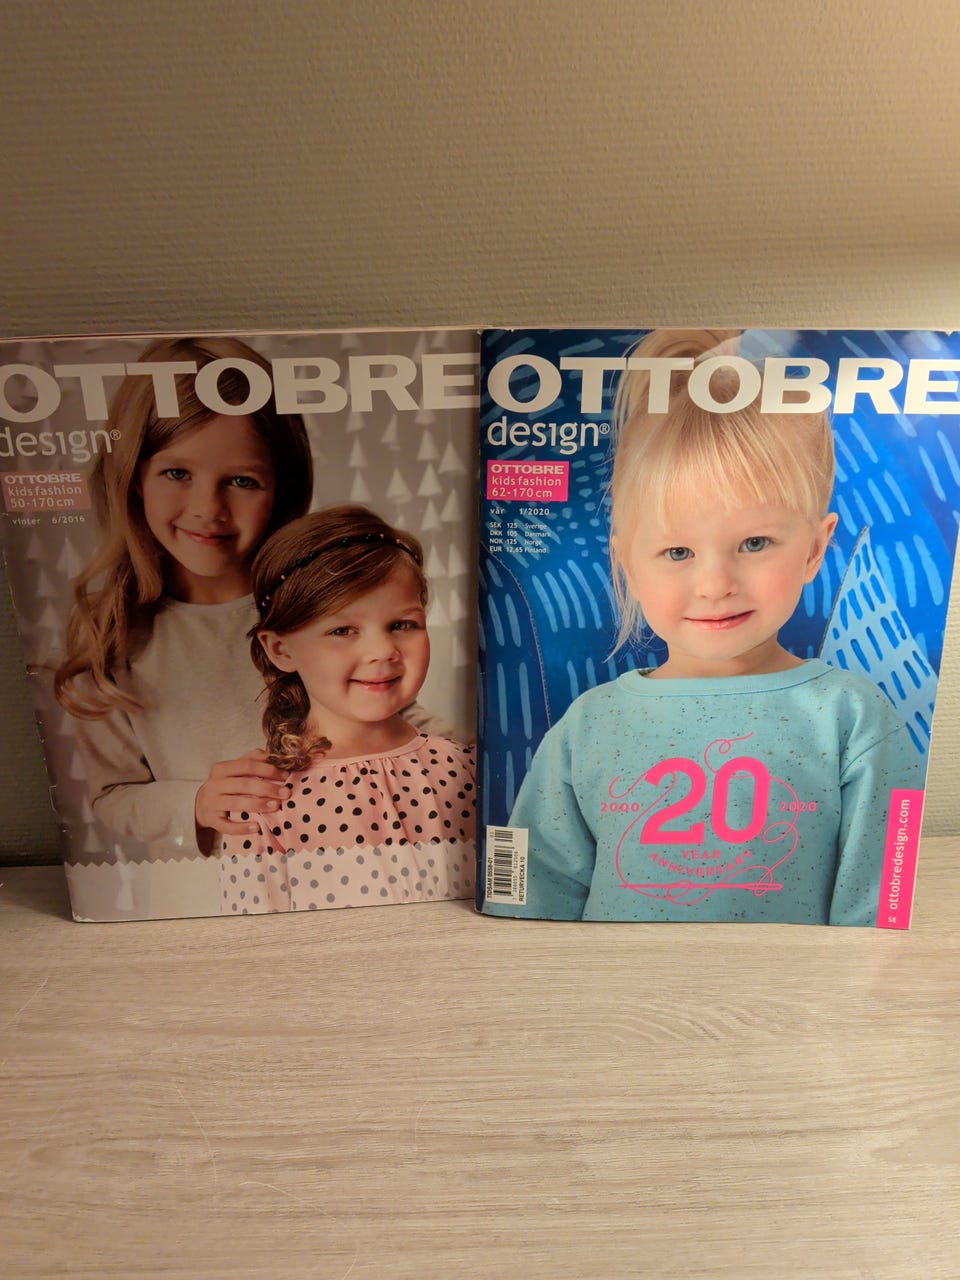 OTTOBRE
design®
OTTOBRE
kids fashion
50-170 cm
vinter 6/2016
OTTOBRE
design®
OTTOBRE
kids fashion
62-170 cm
vår 1/2020
SEK 125 Sverige
DKK 105 Danmark
NOK 125 Norge
EUR 12,65 Finland
2000 20 2020
YEAR
ANNIVERSARY
RETURVECKA 10
ottobredesign.com
SE